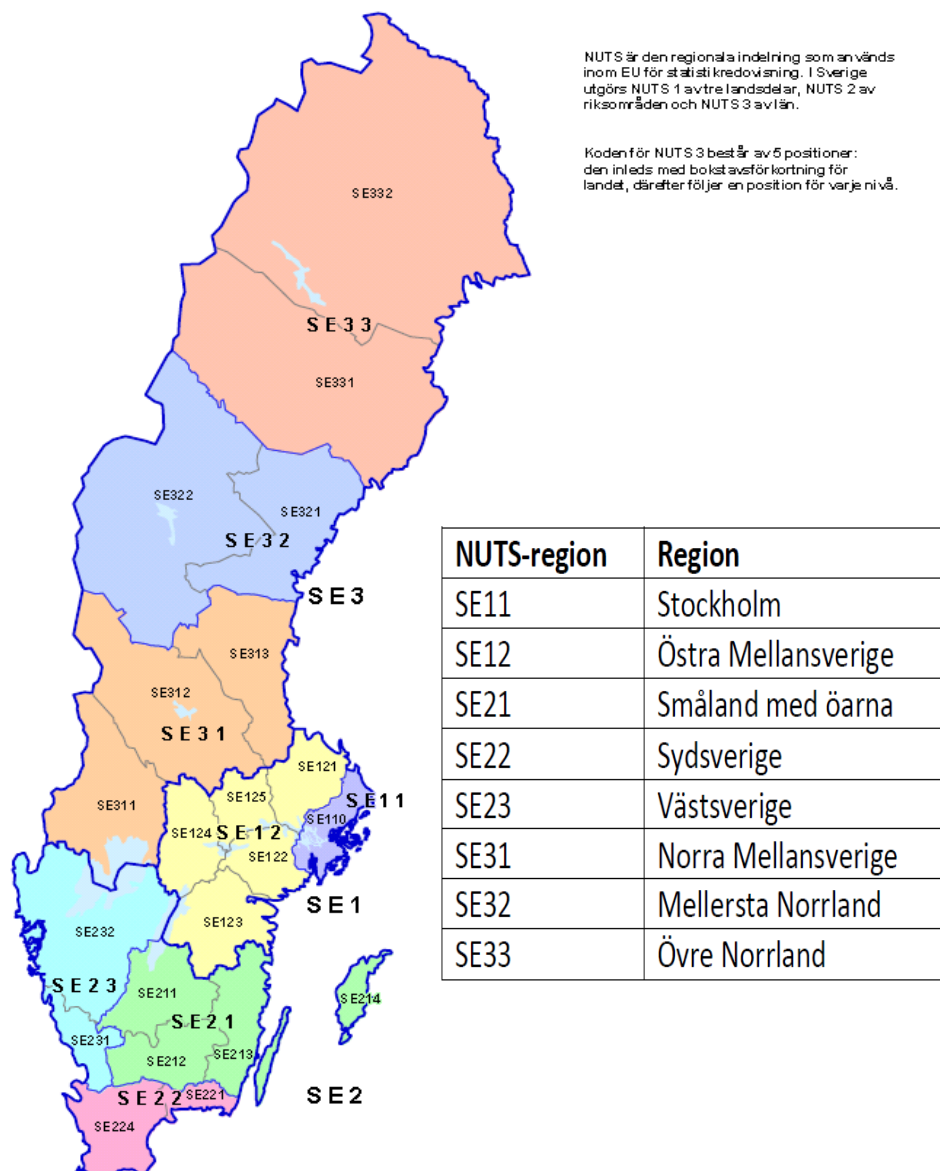 NUTS är den regionala indelning som används
inom EU för statistikredovisning. I Sverige
utgörs NUTS 1 av tre landsdelar, NUTS 2 av
riksområden och NUTS 3 av län.
Koden för NUTS 3 består av 5 positioner:
den inleds med bokstavsförkortning för
landet, därefter följer en position för varje nivå.
SE332
SE33
SE331
SE322
SE321
SE32
SE3
SE313
SE312
SE31
SE311
SE121
SE125
SE11
SE110
SE124
SE12
SE122
SE1
SE123
SE232
SE23
SE211
SE214
SE21
SE231
SE212
SE213
SE2
SE22
SE221
SE224
NUTS-region Region
SE11 Stockholm
SE12 Östra Mellansverige
SE21 Småland med öarna
SE22 Sydsverige
SE23 Västsverige
SE31 Norra Mellansverige
SE32 Mellersta Norrland
SE33 Övre Norrland